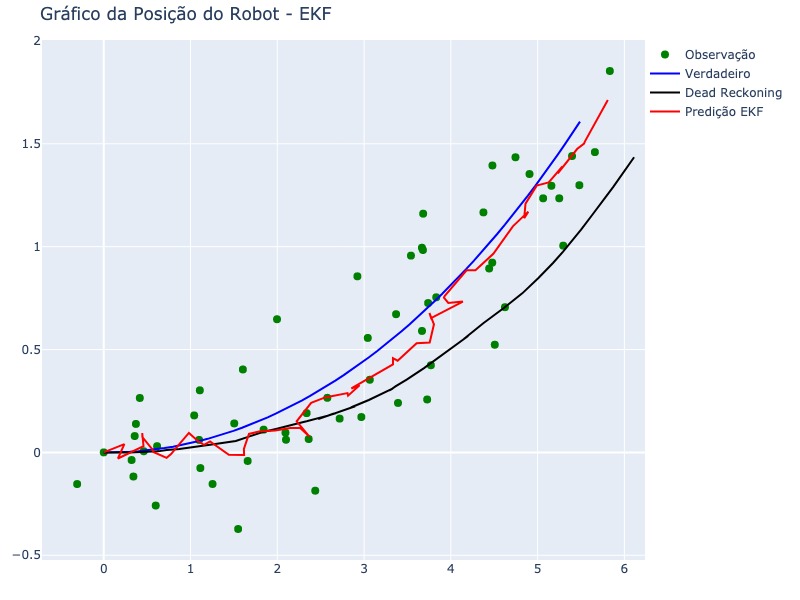 Gráfico da Posição do Robot - EKF
Observação
Verdadeiro
Dead Reckoning
Predição EKF
2
1.5
1
0.5
0
−0.5
0 1 2 3 4 5 6